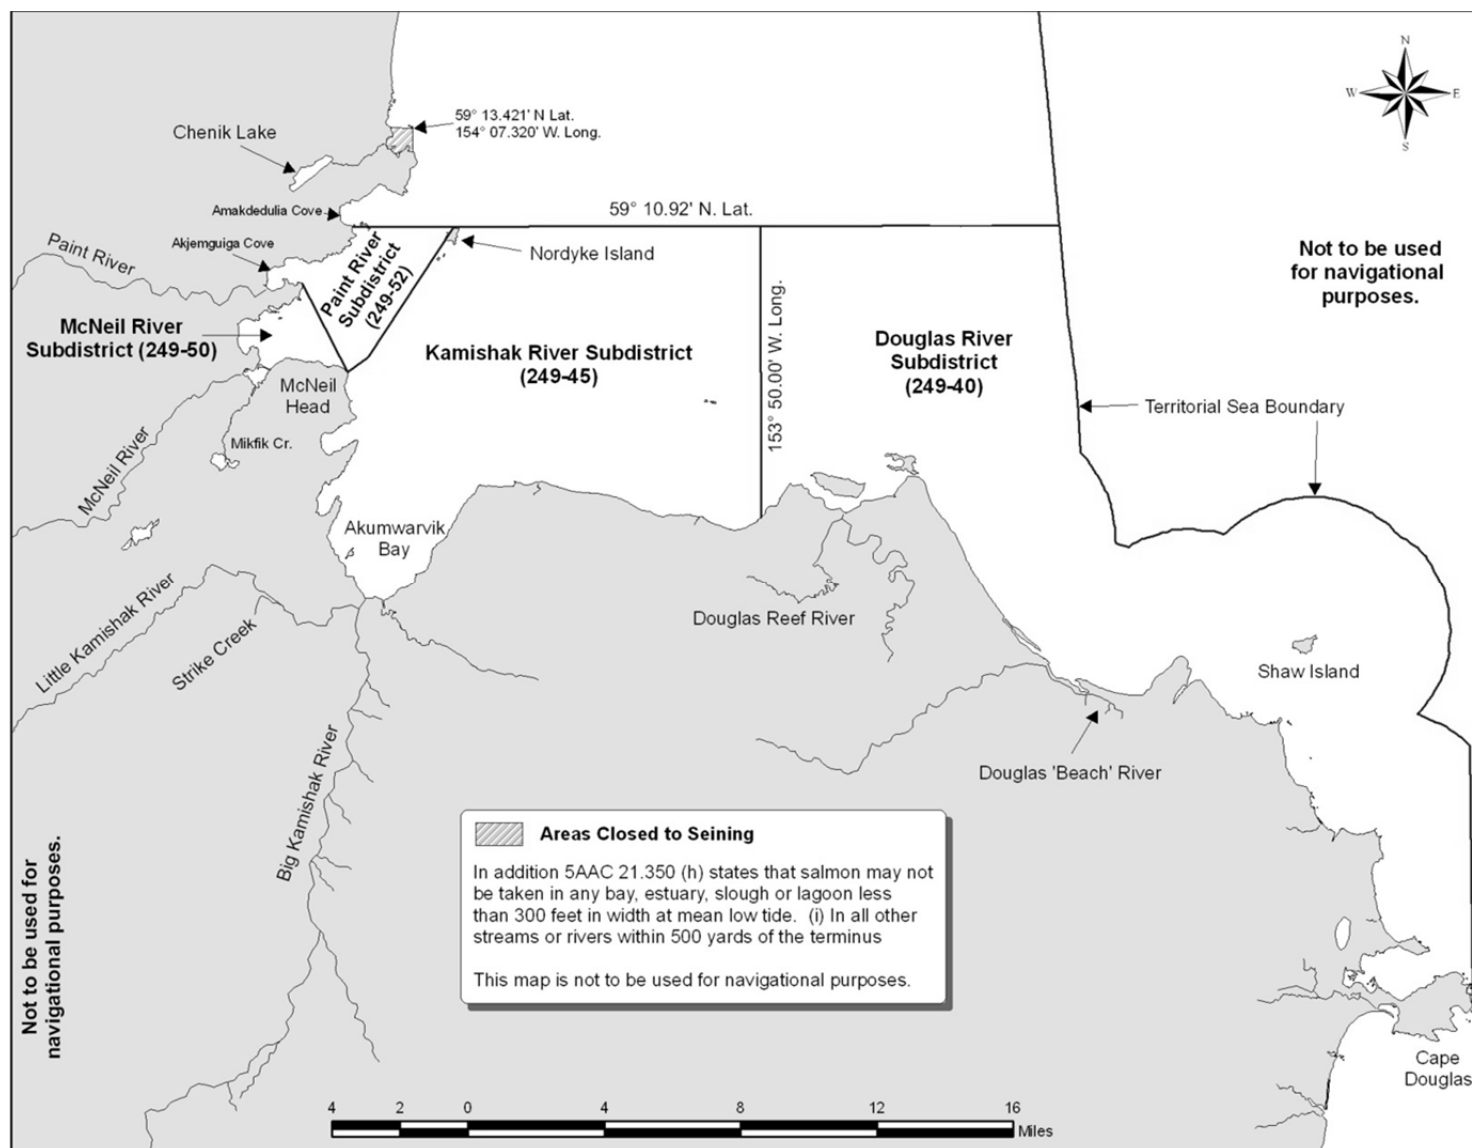 N
W
E
S
59° 13.421' N Lat.
154° 07.320' W. Long.
Chenik Lake
Amakdedulia Cove
59° 10.92' N. Lat.
Akjemguiga Cove
Paint River
Paint River
Subdistrict
(249-52)
Nordyke Island
Not to be used
for navigational
purposes.
McNeil River
Subdistrict (249-50)
Kamishak River Subdistrict
(249-45)
153° 50.00' W. Long.
Douglas River
Subdistrict
(249-40)
McNeil
Head
Territorial Sea Boundary
Mikfik Cr.
McNeil River
Akumwarvik
Bay
Little Kamishak River
Strike Creek
Douglas Reef River
Shaw Island
Big Kamishak River
Douglas 'Beach' River
Not to be used for
navigational purposes.
Areas Closed to Seining
In addition 5AAC 21.350 (h) states that salmon may not
be taken in any bay, estuary, slough or lagoon less
than 300 feet in width at mean low tide. (i) In all other
streams or rivers within 500 yards of the terminus
This map is not to be used for navigational purposes.
Cape
Douglas
4 2 0 4 8 12 16
Miles